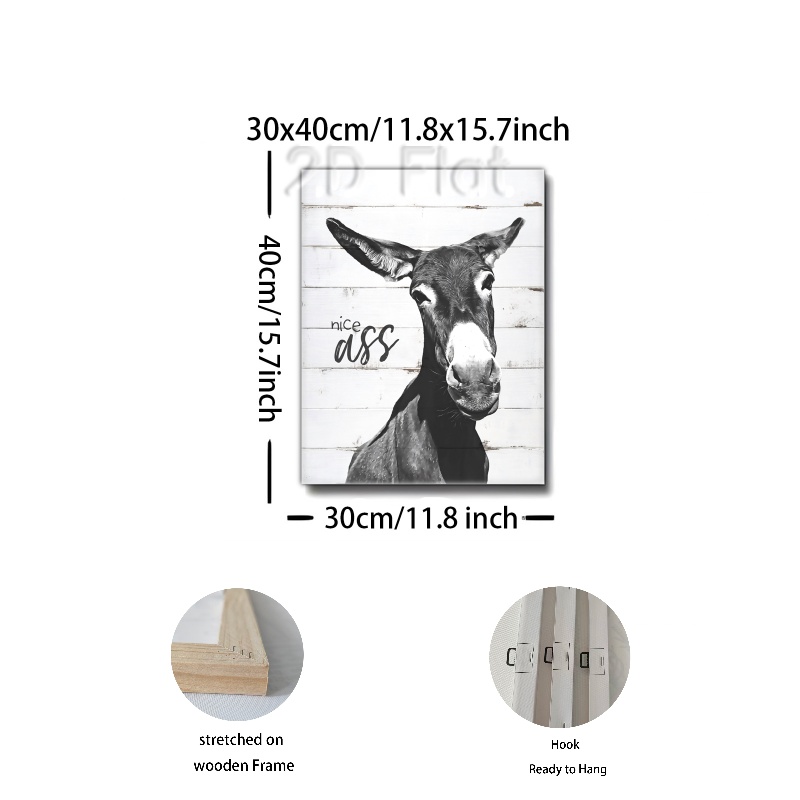 30x40cm/11.8x15.7inch
2D Flat
40cm/15.7inch
nice
ass
30cm/11.8 inch
stretched on
wooden Frame
Hook
Ready to Hang